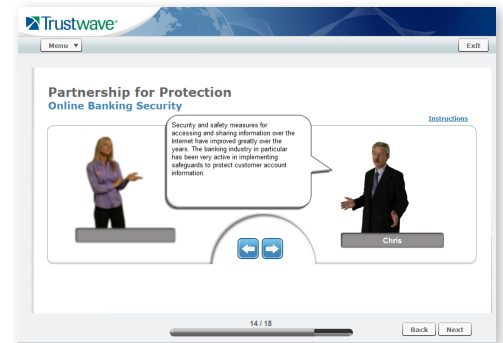 Trustwave®
Menu ▼
Exit
Partnership for Protection
Online Banking Security
Instructions
Security and safety measures for
accessing and sharing information over the
Internet have improved greatly over the
years. The banking industry in particular
has been very active in implementing
safeguards to protect customer account
information.
Chris
14 / 18
Back
Next